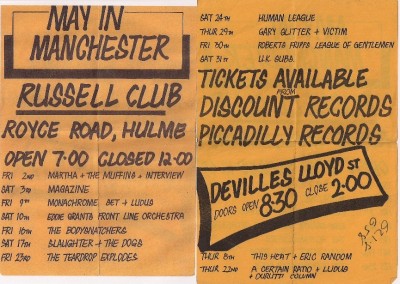 MAY IN
MANCHESTER
RUSSELL CLUB
ROYCE ROAD, HULME
OPEN 7.00 CLOSED 12.00
FRI 2ND MARTHA + THE MUFFINS + INTERVIEW
SAT 3RD MAGAZINE
FRI 9TH MONACHROME SET + LUDUS
SAT 10TH EDDIE GRANTS FRONT LINE ORCHESTRA
FRI 16TH THE BODYSNATCHERS
SAT 17TH SLAUGHTER + THE DOGS
FRI 23RD THE TEARDROP EXPLODES
SAT 24TH HUMAN LEAGUE
THUR 29TH GARY GLITTER + VICTIM
FRI 30TH ROBERTS FRIPPS LEAGUE OF GENTLEMEN
SAT 31ST U.K. SUBS
TICKETS AVAILABLE
FROM
DISCOUNT RECORDS
PICCADILLY RECORDS
DEVILLES LLOYD ST
DOORS OPEN 8.30 CLOSE 2.00
THUR 8TH THIS HEAT + ERIC RANDOM
THUR 22ND A CERTAIN RATIO + LUDUS
+ DURUTTI COLUMN